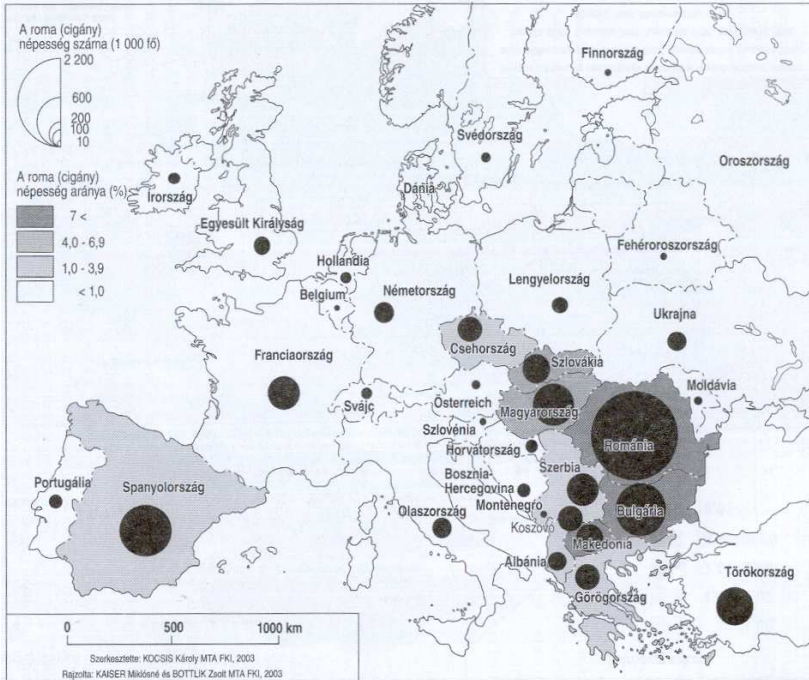 A roma (cigány)
népesség száma (1 000 fő)
2 200
600
200
100
10
A roma (cigány)
népesség aránya (%)
7 <
4,0 - 6,9
1,0 - 3,9
< 1,0
Finnország
Svédország
Oroszország
Dánia
Írország
Egyesült Királyság
Fehéroroszország
Hollandia
Lengyelország
Németország
Belgium
Ukrajna
Csehország
Franciaország
Szlovákia
Moldávia
Svájc
Österreich
Magyarország
Szlovénia
Románia
Horvátország
Szerbia
Portugália
Spanyolország
Bosznia-
Hercegovina
Montenegró
Olaszország
Bulgária
Koszovó
Makedónia
Albánia
Törökország
Görögország
0 500 1000 km
Szerkesztette: KOCSIS Károly MTA FKI, 2003
Rajzolta: KAISER Miklósné és BOTTLIK Zsolt MTA FKI, 2003